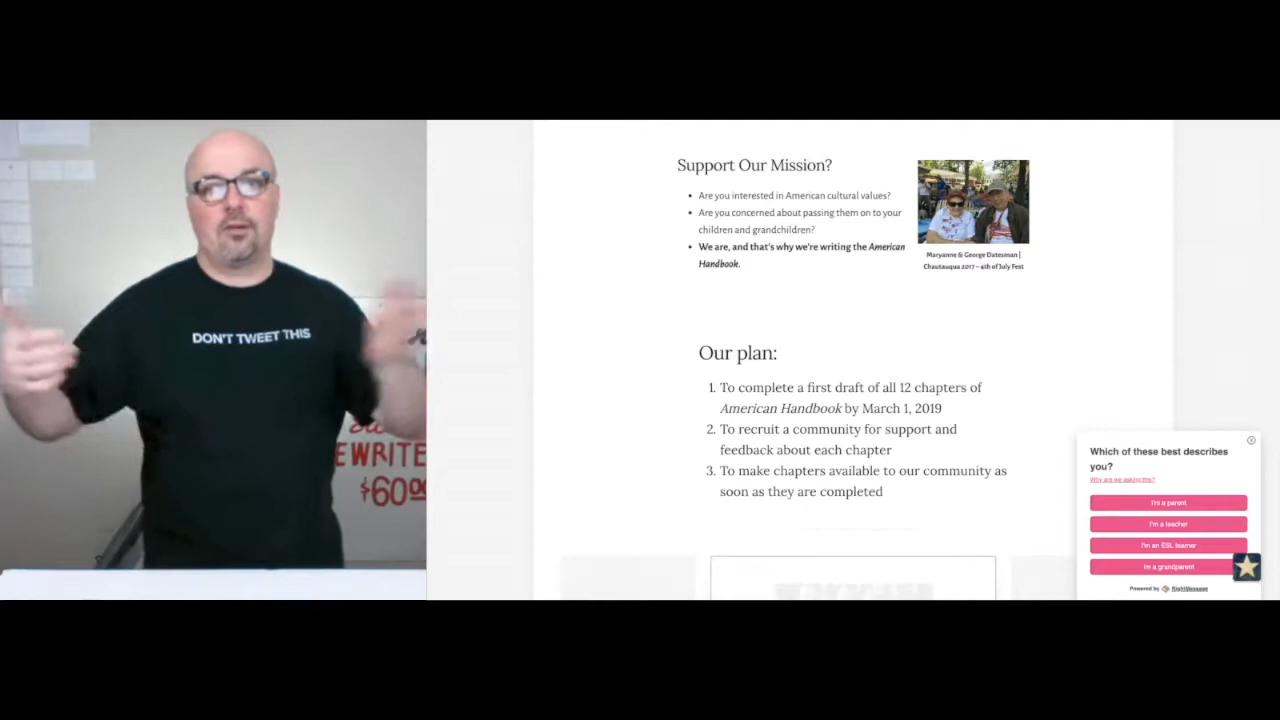 DON'T TWEET THIS
EWRITE
$60⁰⁰
Support Our Mission?
• Are you interested in American cultural values?
• Are you concerned about passing them on to your
children and grandchildren?
• We are, and that's why we're writing the American
Handbook.
Maryanne & George Datesman |
Chautauqua 2017 – 4th of July Fest
Our plan:
1. To complete a first draft of all 12 chapters of
American Handbook by March 1, 2019
2. To recruit a community for support and
feedback about each chapter
3. To make chapters available to our community as
soon as they are completed
Which of these best describes
you?
Why are we asking this?
I'm a parent
I'm a teacher
I'm an ESL learner
I'm a grandparent
Powered by RightMessage